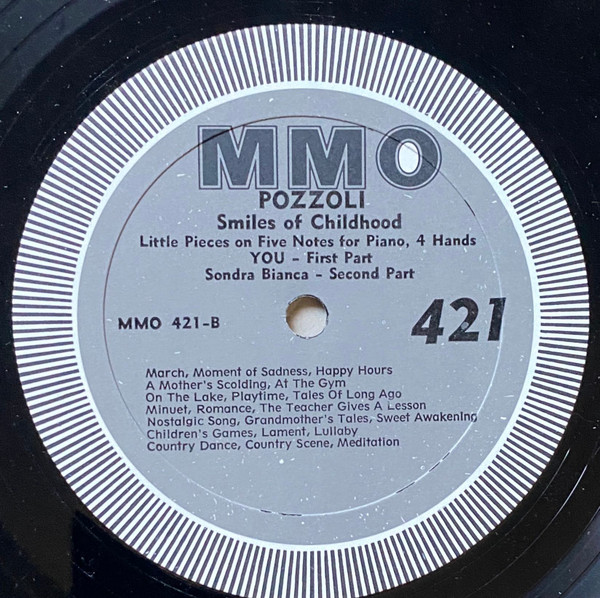 MMO
POZZOLI
Smiles of Childhood
Little Pieces on Five Notes for Piano, 4 Hands
YOU - First Part
Sondra Bianca - Second Part
MMO 421-B
421
March, Moment of Sadness, Happy Hours
A Mother's Scolding, At The Gym
On The Lake, Playtime, Tales Of Long Ago
Minuet, Romance, The Teacher Gives A Lesson
Nostalgic Song, Grandmother's Tales, Sweet Awakening
Children's Games, Lament, Lullaby
Country Dance, Country Scene, Meditation